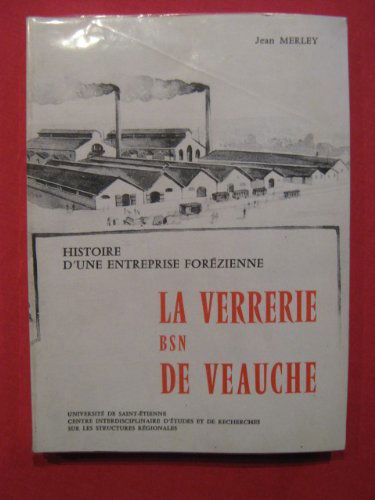 Jean MERLEY
HISTOIRE
D'UNE ENTREPRISE FORÉZIENNE
LA VERRERIE
BSN
DE VEAUCHE
UNIVERSITÉ DE SAINT-ÉTIENNE
CENTRE INTERDISCIPLINAIRE D'ÉTUDES ET DE RECHERCHES
SUR LES STRUCTURES RÉGIONALES